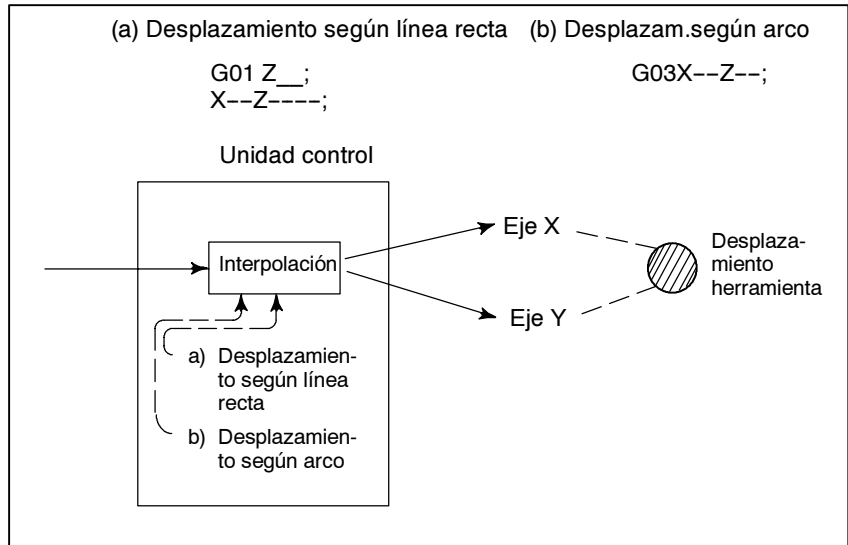 (a) Desplazamiento según línea recta
(b) Desplazam.según arco
G01 Z__;
X−−Z−−−−;
G03X−−Z−−;
Unidad control
Interpolación
Eje X
Eje Y
Desplaza-
miento
herramienta
a) Desplazamien-
to según línea
recta
b) Desplazamien-
to según arco